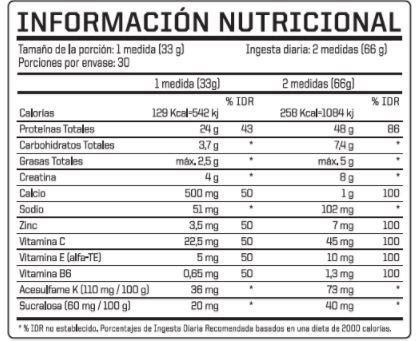 INFORMACIÓN NUTRICIONAL
Tamaño de la porción: 1 medida (33 g) Ingesta diaria: 2 medidas (66 g)
Porciones por envase: 30
1 medida (33g) 2 medidas (66g)
% IDR % IDR
Calorías 129 Kcal=542 kj 258 Kcal=1084 kj
Proteínas Totales 24 g 43 48 g 86
Carbohidratos Totales 3,7 g * 7,4 g *
Grasas Totales máx. 2,5 g * máx. 5 g *
Creatina 4 g * 8 g *
Calcio 500 mg 50 1 g 100
Sodio 51 mg * 102 mg *
Zinc 3,5 mg 50 7 mg 100
Vitamina C 22,5 mg 50 45 mg 100
Vitamina E (alfa-TE) 5 mg 50 10 mg 100
Vitamina B6 0,65 mg 50 1,3 mg 100
Acesulfame K (110 mg / 100 g) 36 mg * 73 mg *
Sucralosa (60 mg / 100 g) 20 mg * 40 mg *
* % IDR no establecido. Porcentajes de Ingesta Diaria Recomendada basados en una dieta de 2000 calorías.